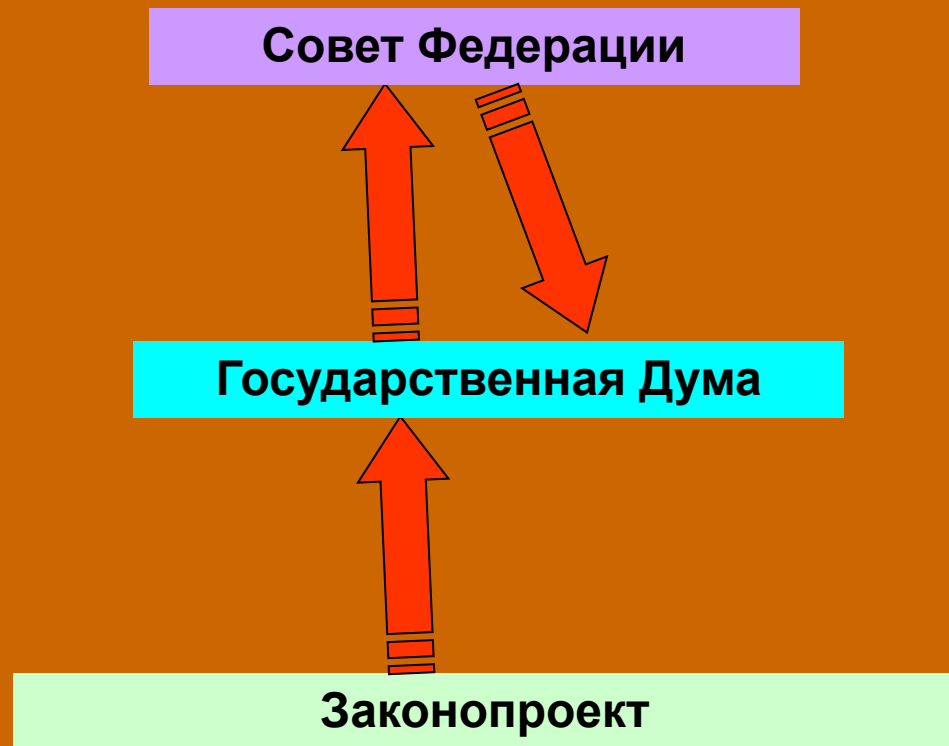 Совет Федерации
Государственная Дума
Законопроект